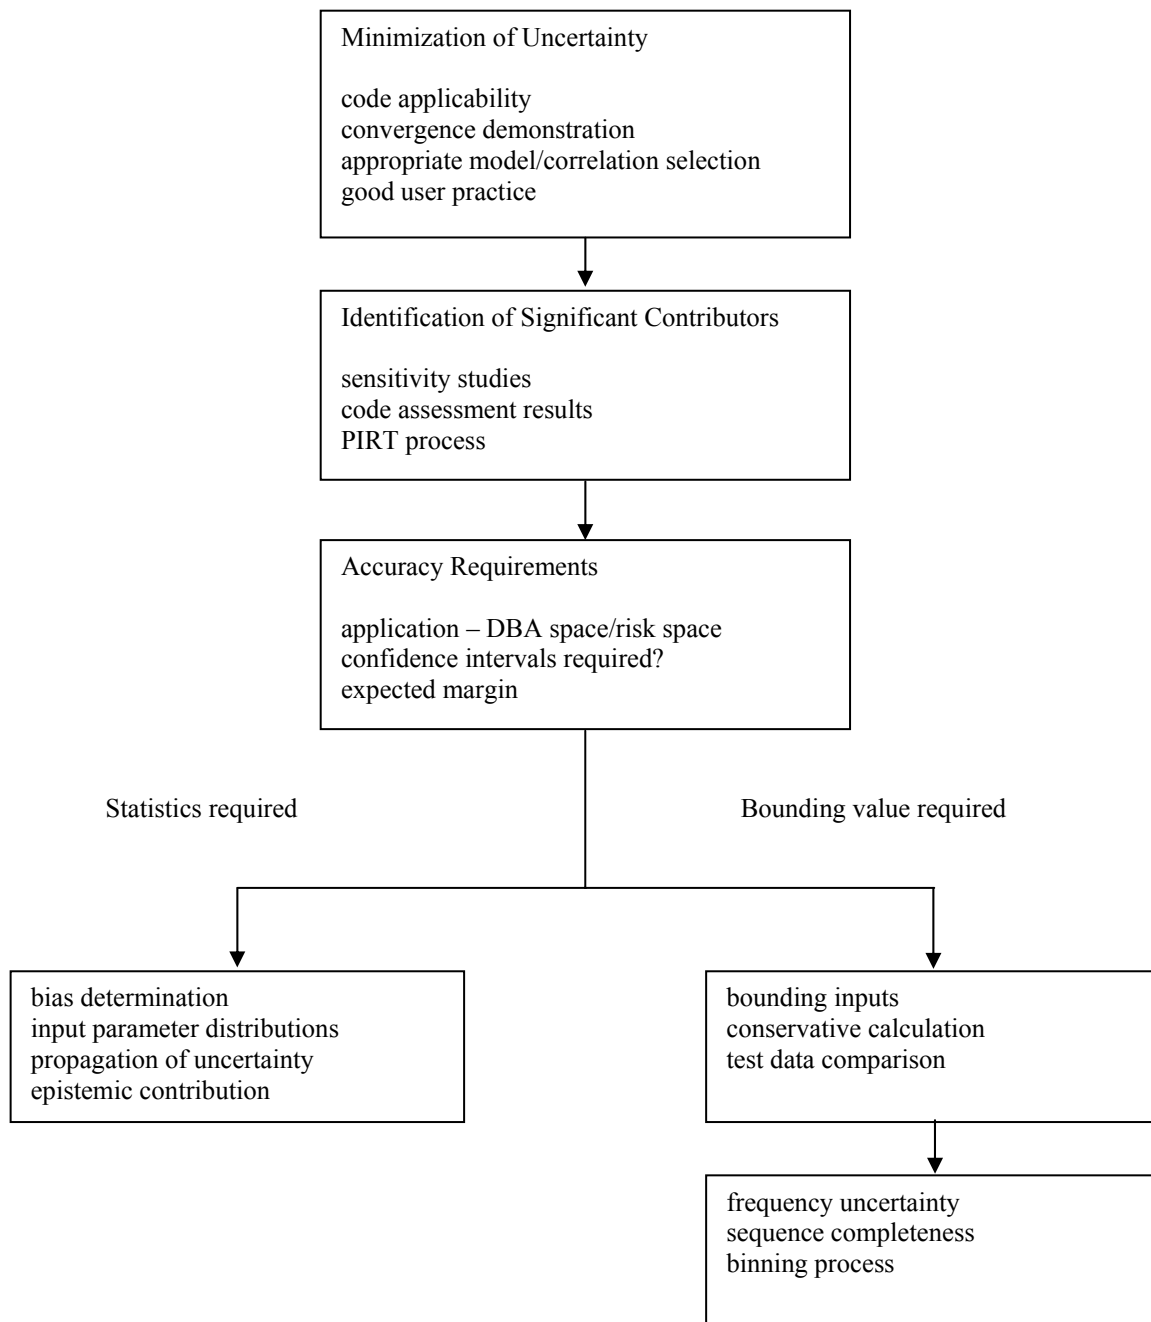 Minimization of Uncertainty
code applicability
convergence demonstration
appropriate model/correlation selection
good user practice
Identification of Significant Contributors
sensitivity studies
code assessment results
PIRT process
Accuracy Requirements
application – DBA space/risk space
confidence intervals required?
expected margin
Statistics required
Bounding value required
bias determination
input parameter distributions
propagation of uncertainty
epistemic contribution
bounding inputs
conservative calculation
test data comparison
frequency uncertainty
sequence completeness
binning process